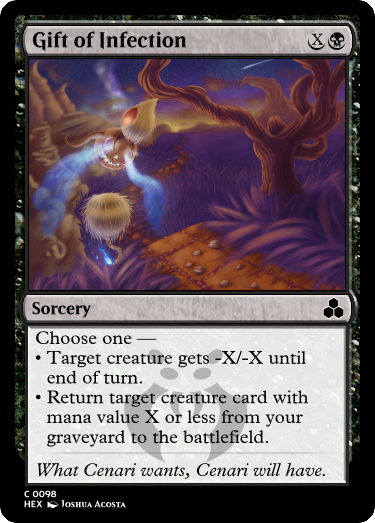 Gift of Infection X
Sorcery
Choose one —
• Target creature gets -X/-X until
end of turn.
• Return target creature card with
mana value X or less from your
graveyard to the battlefield.
What Cenari wants, Cenari will have.
C 0098
HEX Joshua Acosta